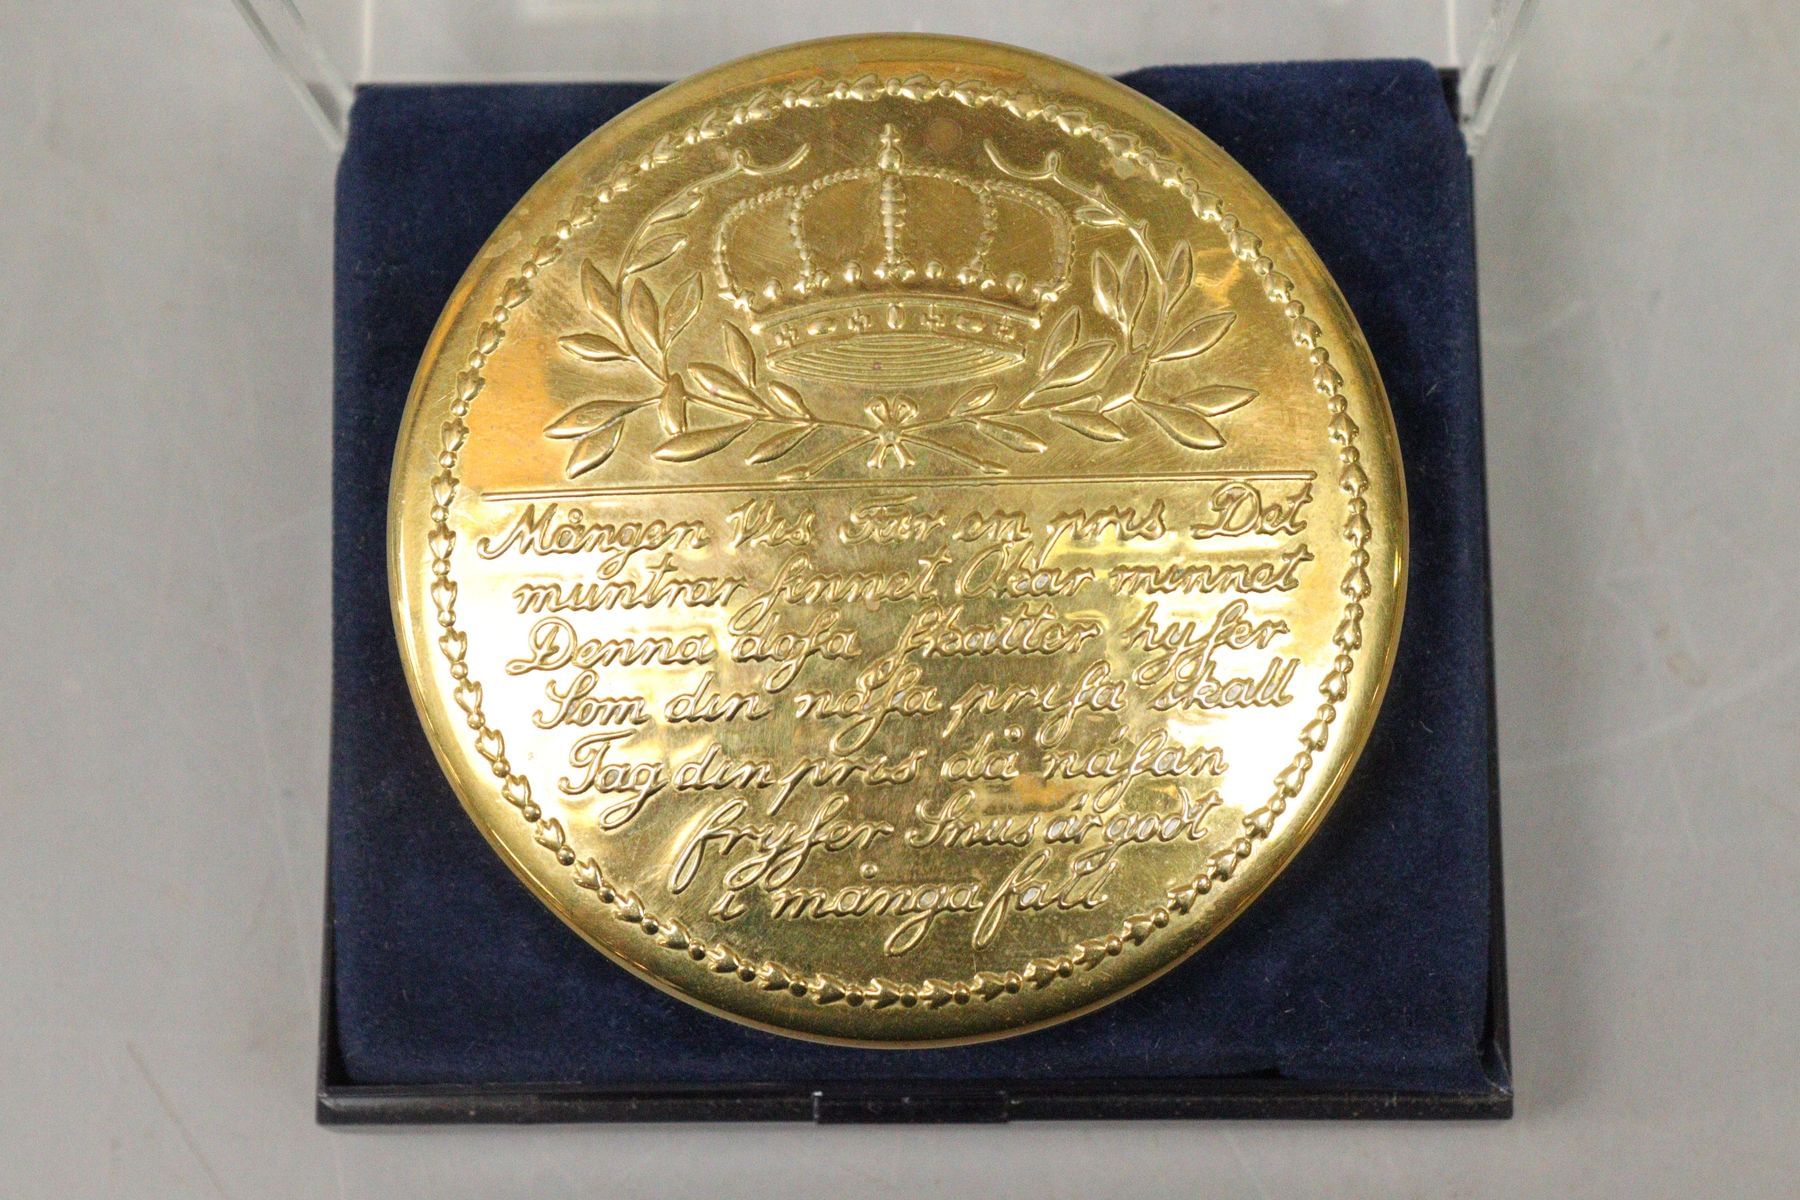 Mången Vis Tar en pris Det
muntrar sinnet Ökar minnet
Denna dosa skatter hyser
Som din näsa prisa skall
Tag din pris då näsan
fryser Snus är godt
i många fall